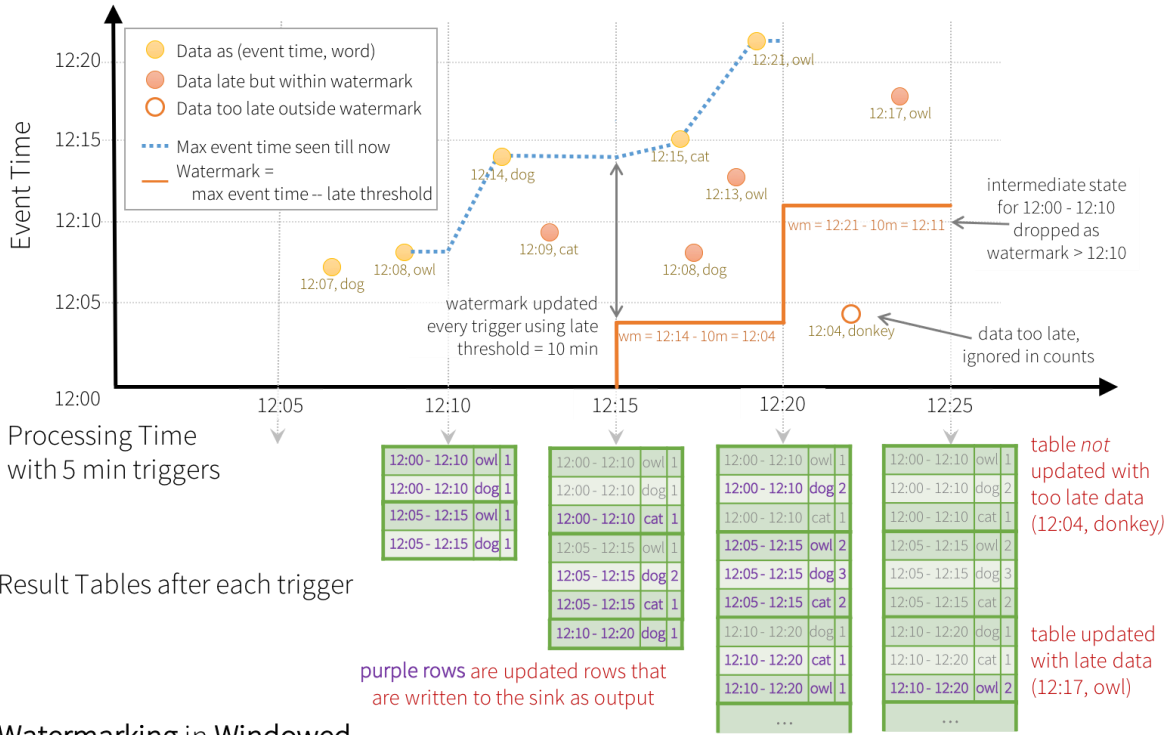 Event Time
12:20
12:15
12:10
12:05
12:00
Data as (event time, word)
Data late but within watermark
Data too late outside watermark
Max event time seen till now
Watermark =
max event time -- late threshold
12:07, dog
12:08, owl
12:14, dog
12:09, cat
12:15, cat
12:13, owl
12:08, dog
12:21, owl
12:17, owl
12:04, donkey
watermark updated
every trigger using late
threshold = 10 min
wm = 12:14 - 10m = 12:04
wm = 12:21 - 10m = 12:11
intermediate state
for 12:00 - 12:10
dropped as
watermark > 12:10
data too late,
ignored in counts
12:05
12:10
12:15
12:20
12:25
Processing Time
with 5 min triggers
Result Tables after each trigger
12:00 - 12:10 owl 1
12:00 - 12:10 dog 1
12:05 - 12:15 owl 1
12:05 - 12:15 dog 1
12:00 - 12:10 owl 1
12:00 - 12:10 dog 1
12:00 - 12:10 cat 1
12:05 - 12:15 owl 1
12:05 - 12:15 dog 2
12:05 - 12:15 cat 1
12:10 - 12:20 dog 1
12:00 - 12:10 owl 1
12:00 - 12:10 dog 2
12:00 - 12:10 cat 1
12:05 - 12:15 owl 2
12:05 - 12:15 dog 3
12:05 - 12:15 cat 2
12:10 - 12:20 dog 1
12:10 - 12:20 cat 1
12:10 - 12:20 owl 1
...
12:00 - 12:10 owl 1
12:00 - 12:10 dog 2
12:00 - 12:10 cat 1
12:05 - 12:15 owl 2
12:05 - 12:15 dog 3
12:05 - 12:15 cat 2
12:10 - 12:20 dog 1
12:10 - 12:20 cat 1
12:10 - 12:20 owl 2
...
table not
updated with
too late data
(12:04, donkey)
table updated
with late data
(12:17, owl)
purple rows are updated rows that
are written to the sink as output
Watermarking in Windowed